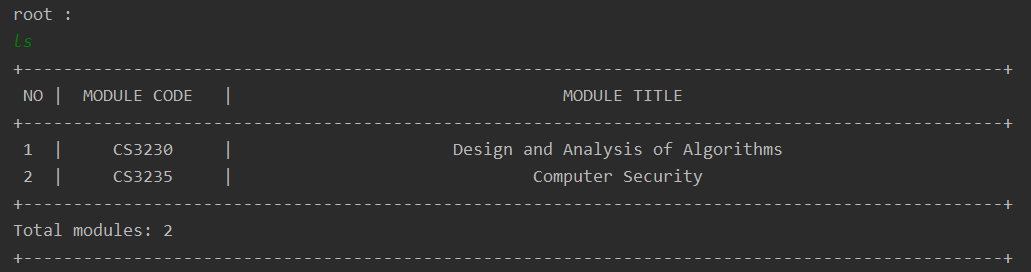 root :
ls
+--------------------------------------------------------------------------------------------------+
NO |  MODULE CODE   |                                 MODULE TITLE
+--------------------------------------------------------------------------------------------------+
1  |     CS3230     |                      Design and Analysis of Algorithms
2  |     CS3235     |                              Computer Security
+--------------------------------------------------------------------------------------------------+
Total modules: 2
+--------------------------------------------------------------------------------------------------+